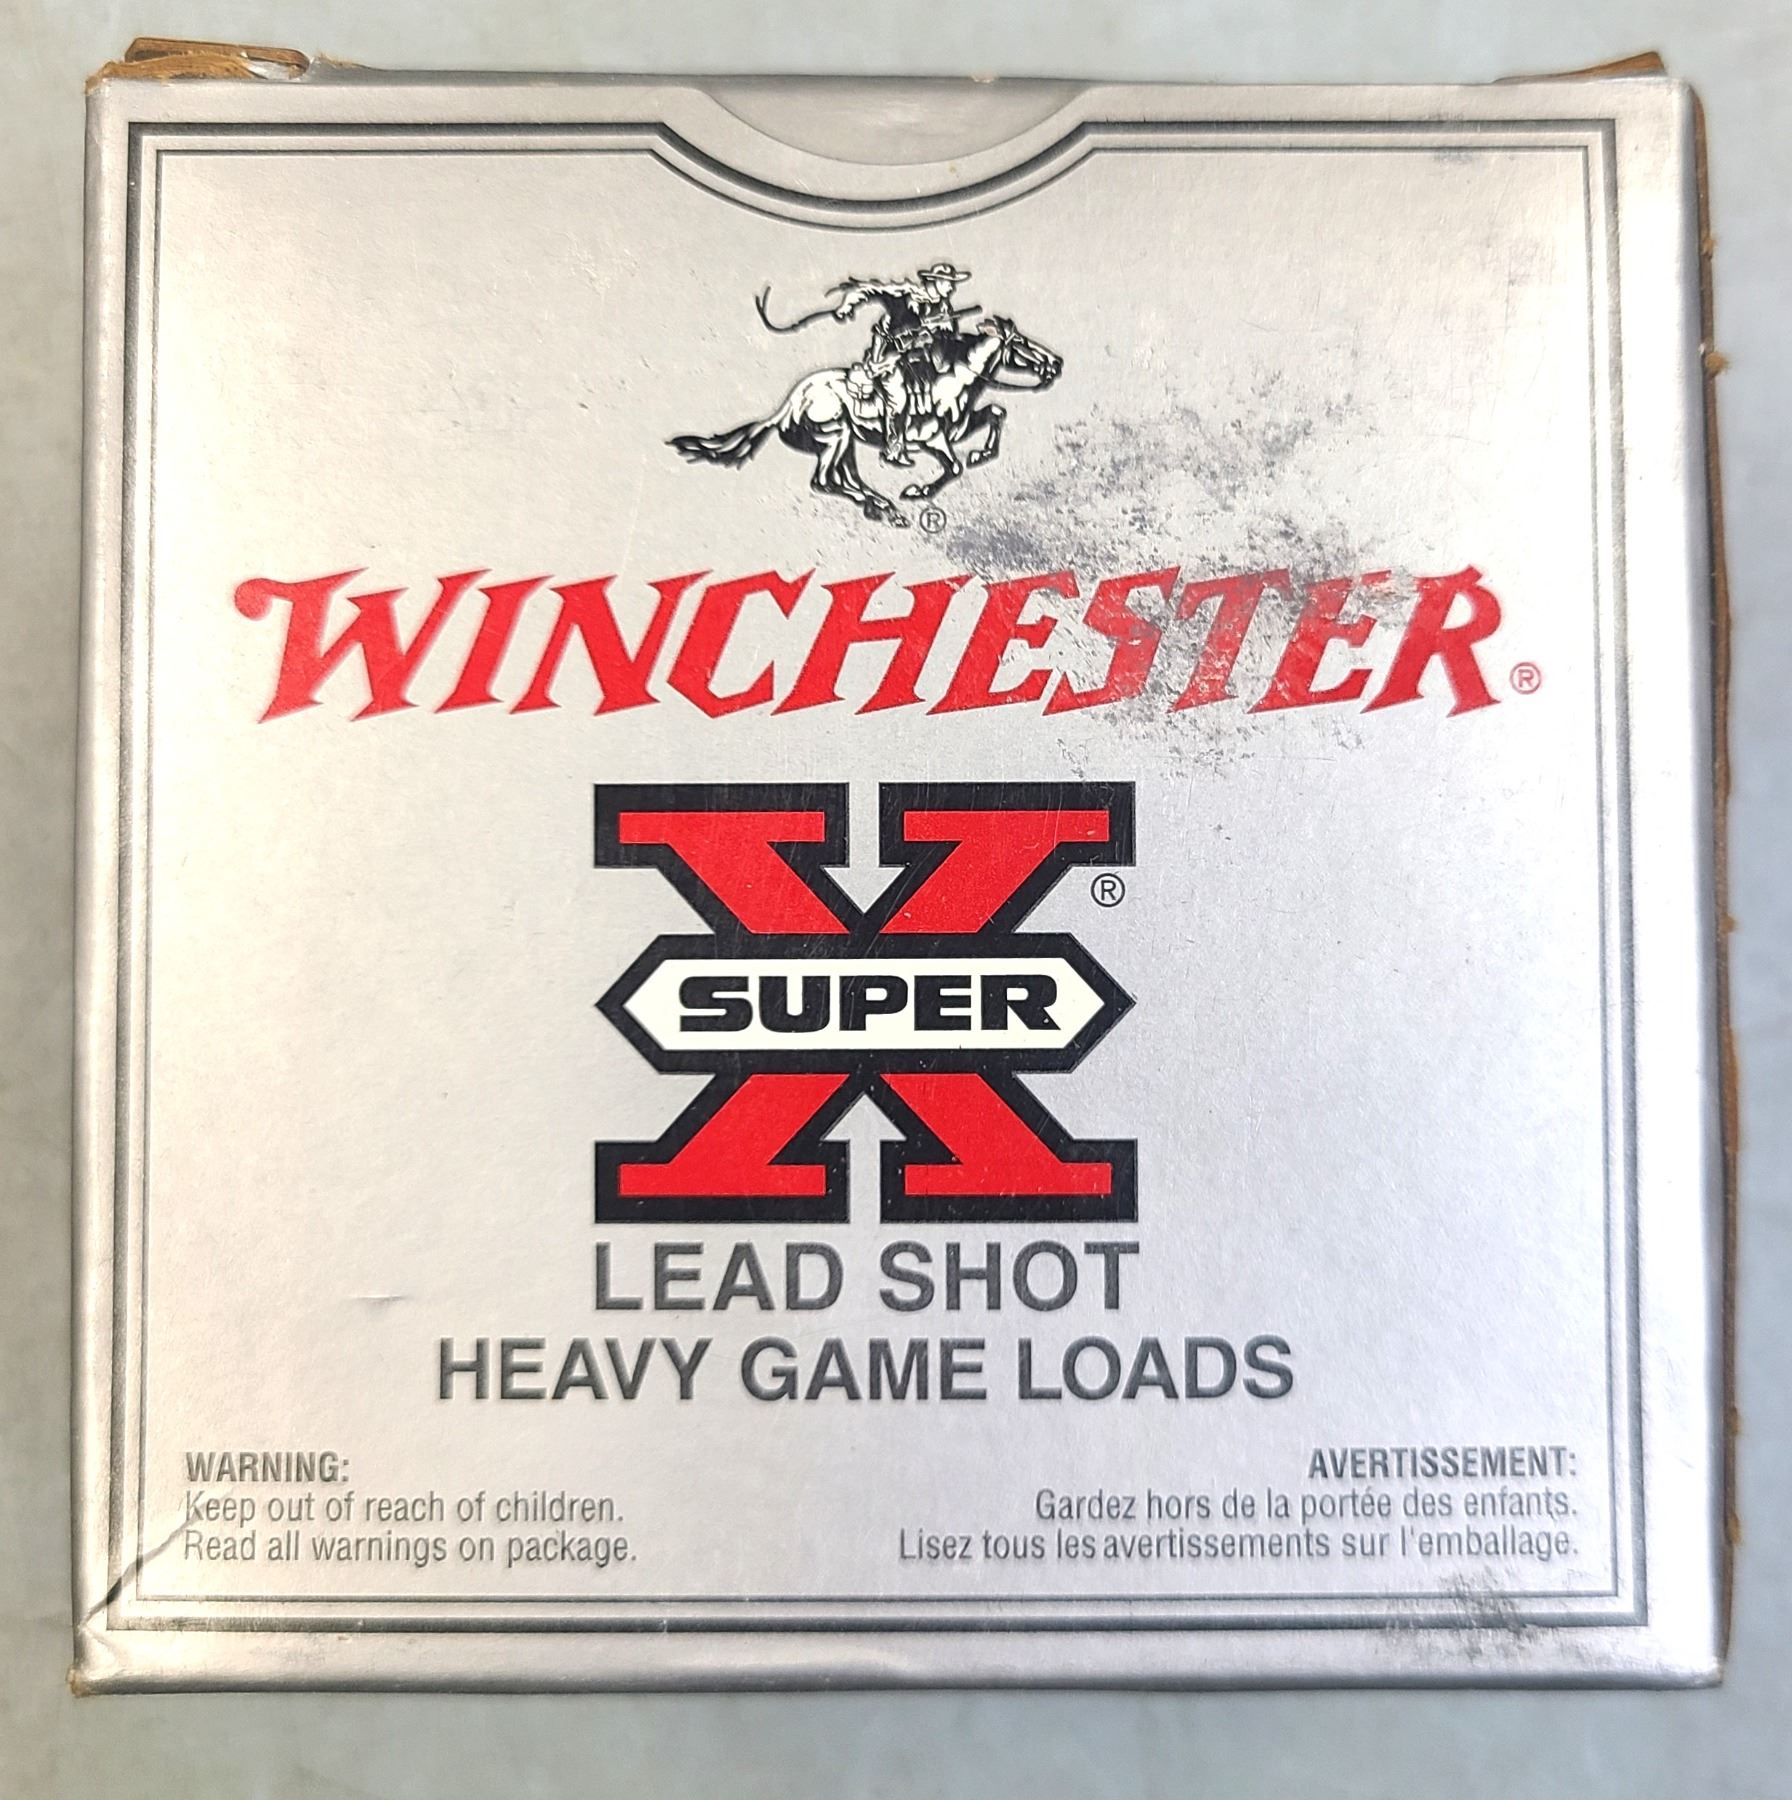 ®
WINCHESTER®
X®
SUPER
LEAD SHOT
HEAVY GAME LOADS
WARNING:
Keep out of reach of children.
Read all warnings on package.
AVERTISSEMENT:
Gardez hors de la portée des enfants.
Lisez tous les avertissements sur l'emballage.